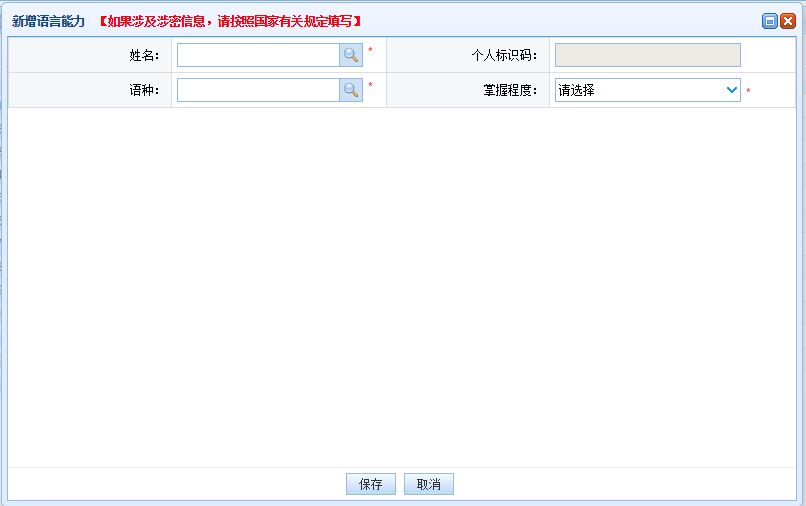 新增语言能力 【如果涉及涉密信息，请按照国家有关规定填写】
姓名： * 个人标识码：
语种： * 掌握程度： 请选择 *
保存 取消